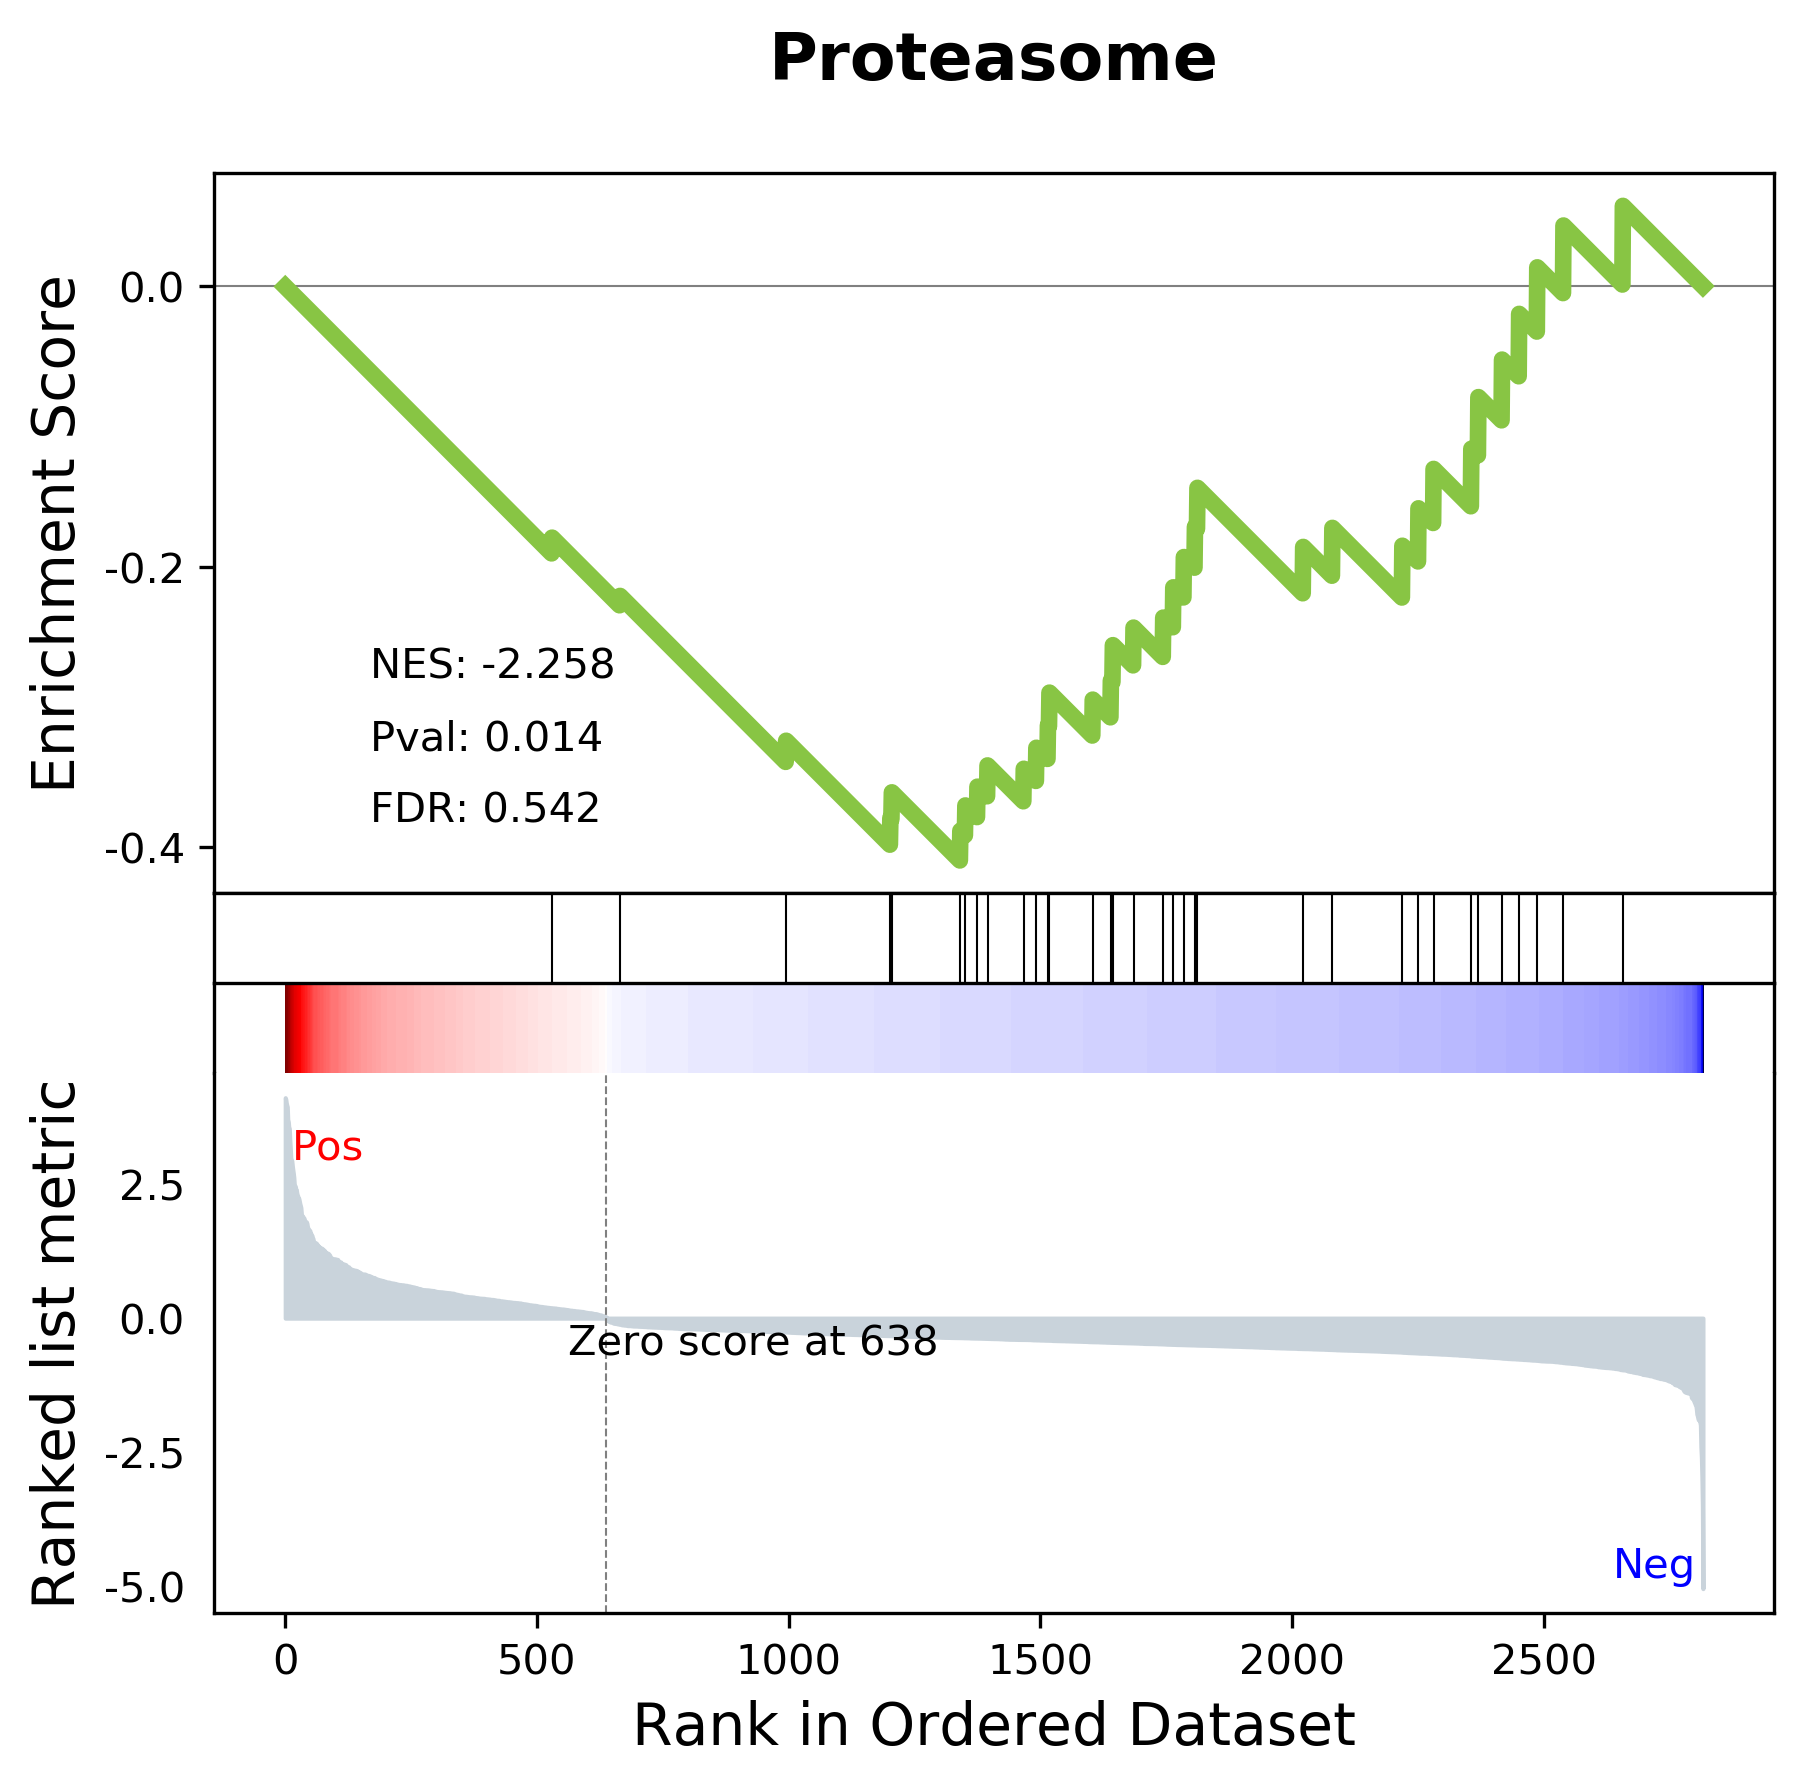 Proteasome
Enrichment Score
0.0
-0.2
-0.4
NES: -2.258
Pval: 0.014
FDR: 0.542
Ranked list metric
2.5
0.0
-2.5
-5.0
Pos
Zero score at 638
Neg
0 500 1000 1500 2000 2500
Rank in Ordered Dataset